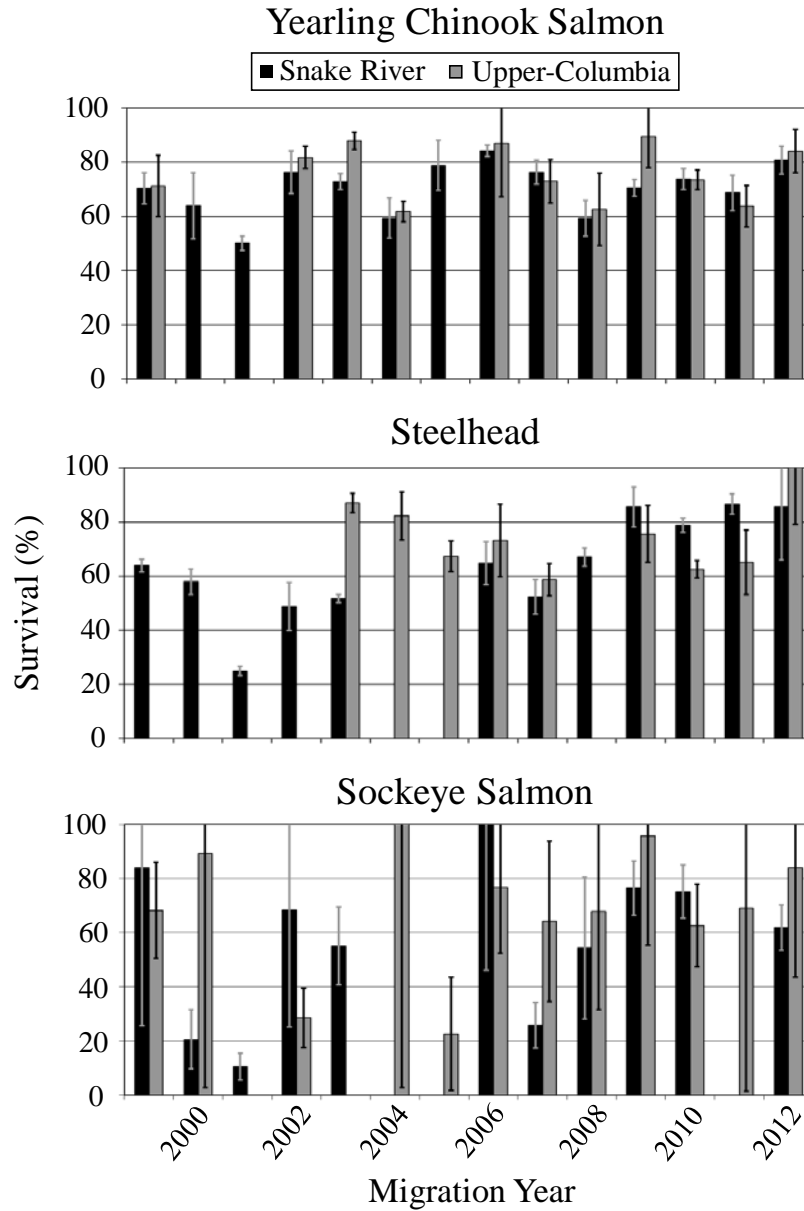 Yearling Chinook Salmon
Snake River Upper-Columbia
100
80
60
40
20
0
Steelhead
100
80
60
40
20
0
Survival (%)
Sockeye Salmon
100
80
60
40
20
0
2000 2002 2004 2006 2008 2010 2012
Migration Year